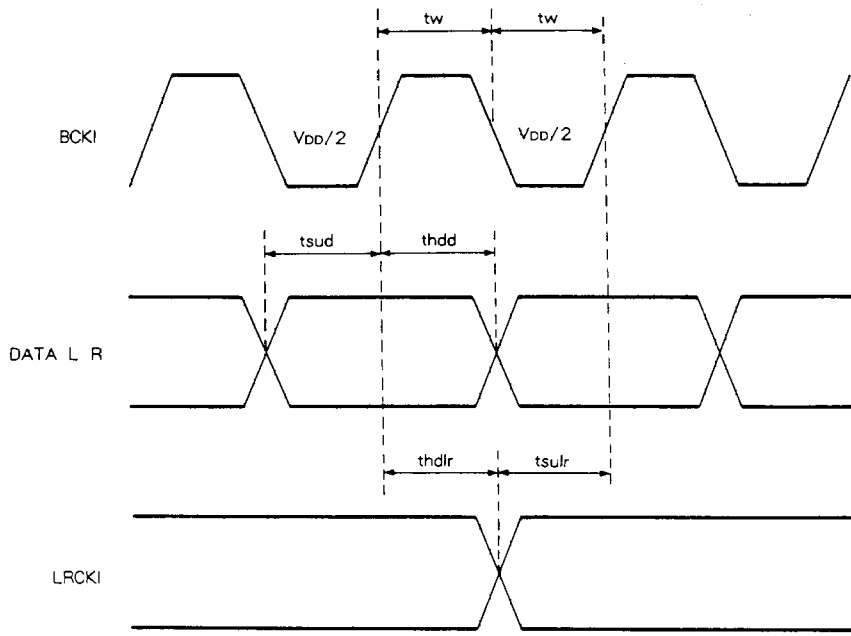 tw tw
BCKI VDD/2 VDD/2
tsud thdd
DATA L R
thdlr tsulr
LRCKI